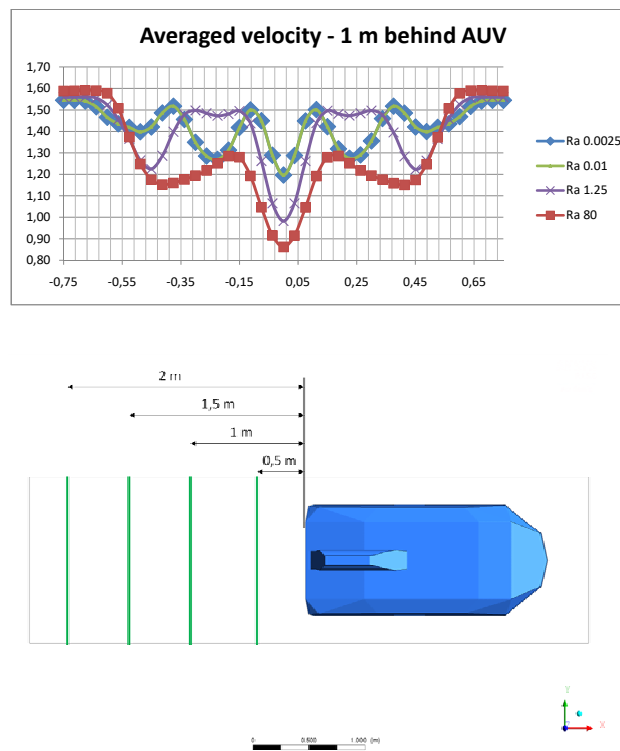 Averaged velocity - 1 m behind AUV
1,70
1,60
1,50
1,40
1,30
1,20
1,10
1,00
0,90
0,80
-0,75 -0,55 -0,35 -0,15 0,05 0,25 0,45 0,65
Ra 0.0025
Ra 0.01
Ra 1.25
Ra 80
2 m
1,5 m
1 m
0,5 m
Y
X
0. 0.500 1.000 (m)